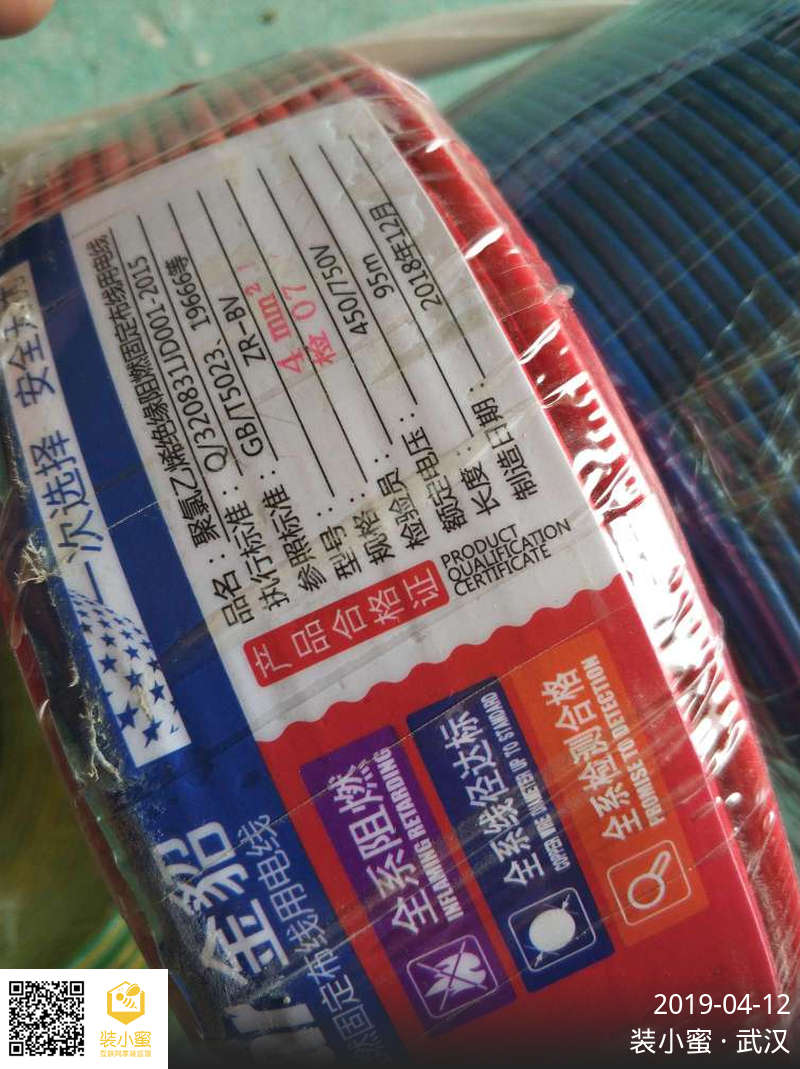 一次选择 安全
品名：聚氯乙烯绝缘阻燃固定布线用电线
执行标准：Q/320831JD001-2015
参照标准：GB/T5023、19666等
型号：ZR-BV
规格：4 mm²
检验员：检 07
额定电压：450/750V
长度：95m
制造日期：2018年12月
产品合格证
PRODUCT
QUALIFICATION
CERTIFICATE
金貂
固定布线用电线
全系阻燃
INFLAMING RETARDING
全系线径达标
全系检测合格
PROMISE TO DETECTION
装小蜜
2019-04-12
装小蜜·武汉